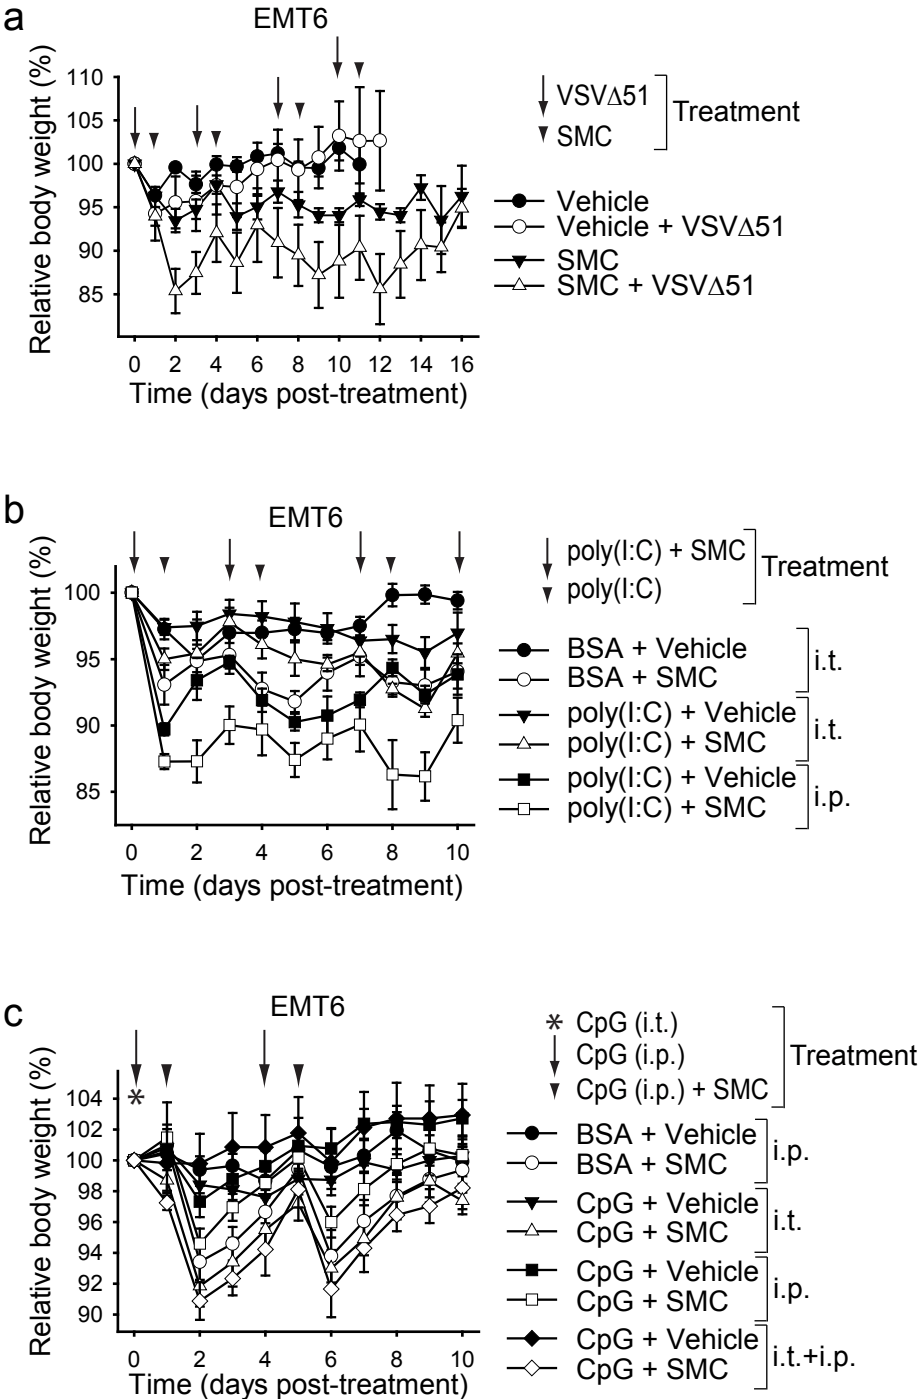 a
EMT6
Relative body weight (%)
110
105
100
95
90
85
0 2 4 6 8 10 12 14 16
Time (days post-treatment)
VSVΔ51
SMC
Treatment
Vehicle
Vehicle + VSVΔ51
SMC
SMC + VSVΔ51
b
EMT6
Relative body weight (%)
100
95
90
85
0 2 4 6 8 10
Time (days post-treatment)
poly(I:C) + SMC
poly(I:C)
Treatment
BSA + Vehicle
BSA + SMC
i.t.
poly(I:C) + Vehicle
poly(I:C) + SMC
i.t.
poly(I:C) + Vehicle
poly(I:C) + SMC
i.p.
c
EMT6
Relative body weight (%)
104
102
100
98
96
94
92
90
*
0 2 4 6 8 10
Time (days post-treatment)
* CpG (i.t.)
CpG (i.p.)
CpG (i.p.) + SMC
Treatment
BSA + Vehicle
BSA + SMC
i.p.
CpG + Vehicle
CpG + SMC
i.t.
CpG + Vehicle
CpG + SMC
i.p.
CpG + Vehicle
CpG + SMC
i.t.+i.p.